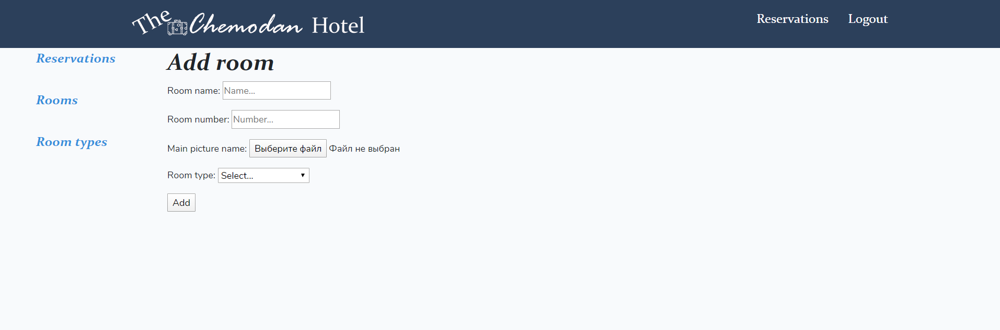 The Chemodan Hotel
Reservations Logout
Reservations
Rooms
Room types
Add room
Room name: Name...
Room number: Number...
Main picture name: Выберите файл Файл не выбран
Room type: Select...
Add